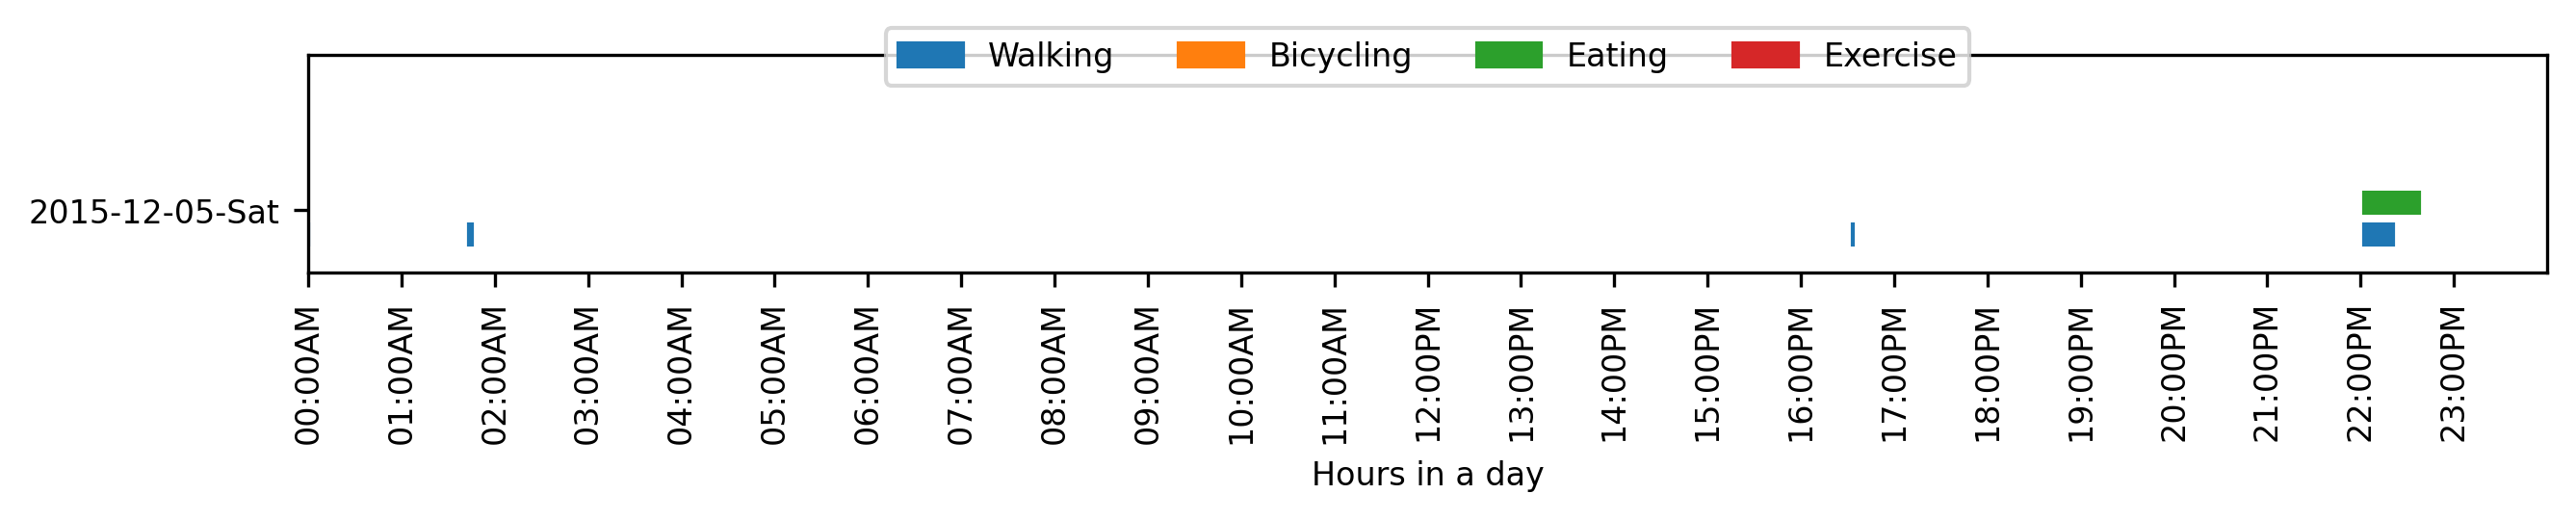 Walking Bicycling Eating Exercise
2015-12-05-Sat
00:00AM 01:00AM 02:00AM 03:00AM 04:00AM 05:00AM 06:00AM 07:00AM 08:00AM 09:00AM 10:00AM 11:00AM 12:00PM 13:00PM 14:00PM 15:00PM 16:00PM 17:00PM 18:00PM 19:00PM 20:00PM 21:00PM 22:00PM 23:00PM
Hours in a day